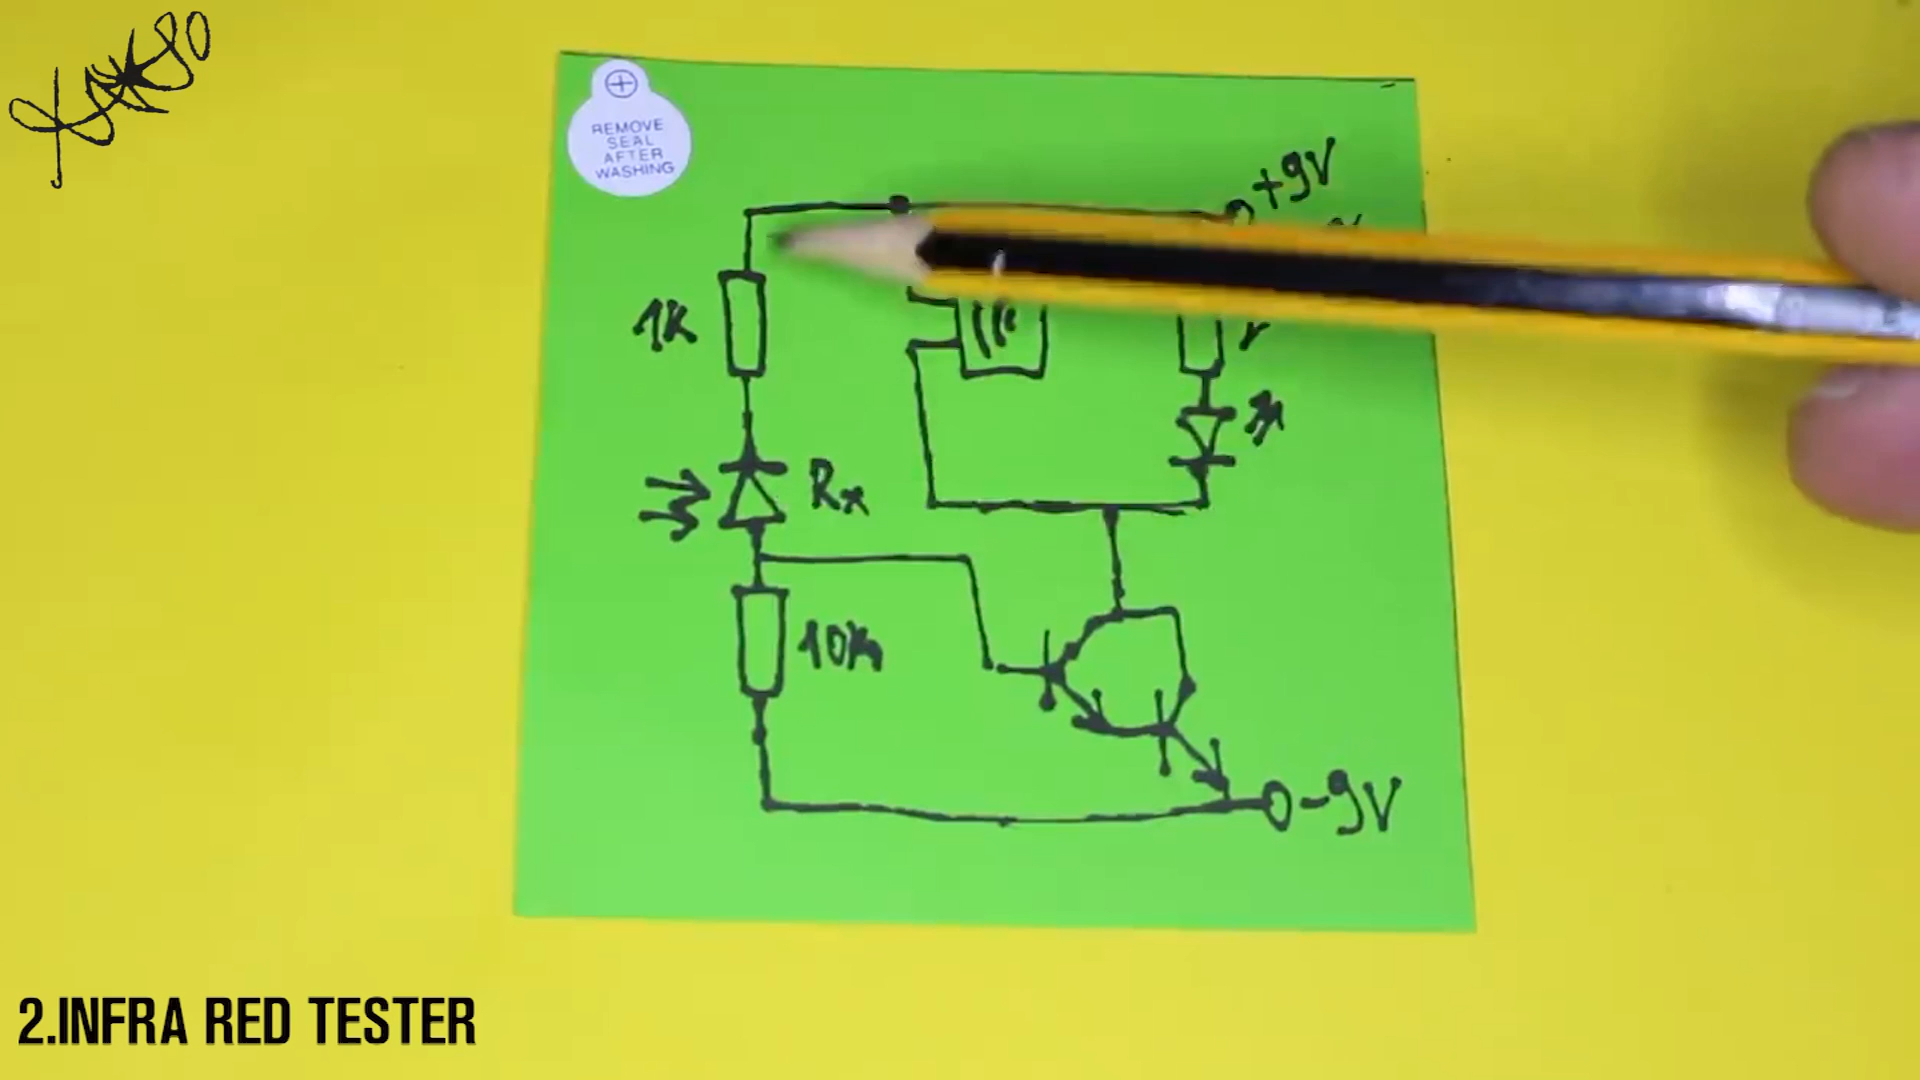 REMOVE
SEAL
AFTER
WASHING
+9V
1K
Rx
10K
-9V
2.INFRA RED TESTER